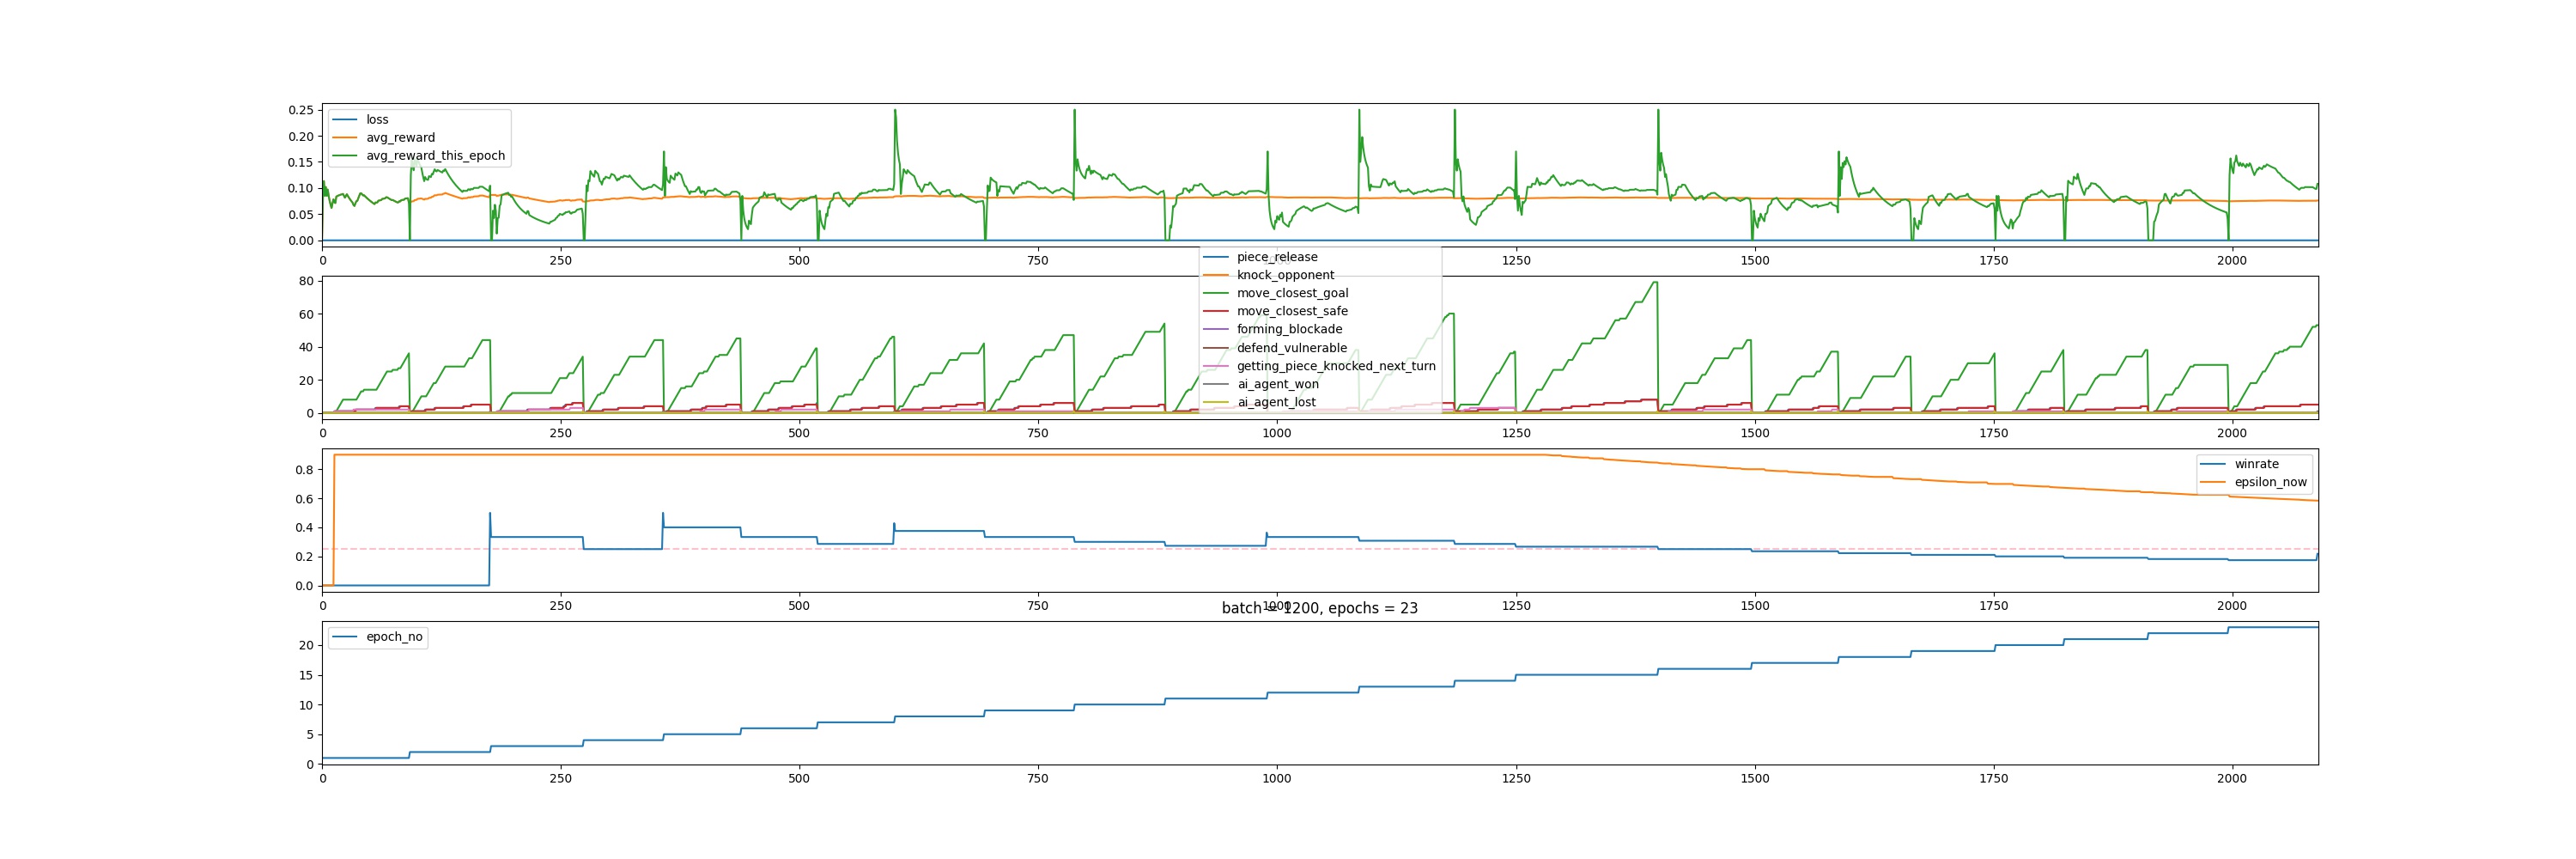 0.25
0.20
0.15
0.10
0.05
0.00
loss
avg_reward
avg_reward_this_epoch
0 250 500 750 1000 1250 1500 1750 2000
80
60
40
20
0
piece_release
knock_opponent
move_closest_goal
move_closest_safe
forming_blockade
defend_vulnerable
getting_piece_knocked_next_turn
ai_agent_won
ai_agent_lost
0 250 500 750 1000 1250 1500 1750 2000
0.8
0.6
0.4
0.2
0.0
winrate
epsilon_now
0 250 500 750 1000 1250 1500 1750 2000
batch = 1200, epochs = 23
20
15
10
5
0
epoch_no
0 250 500 750 1000 1250 1500 1750 2000